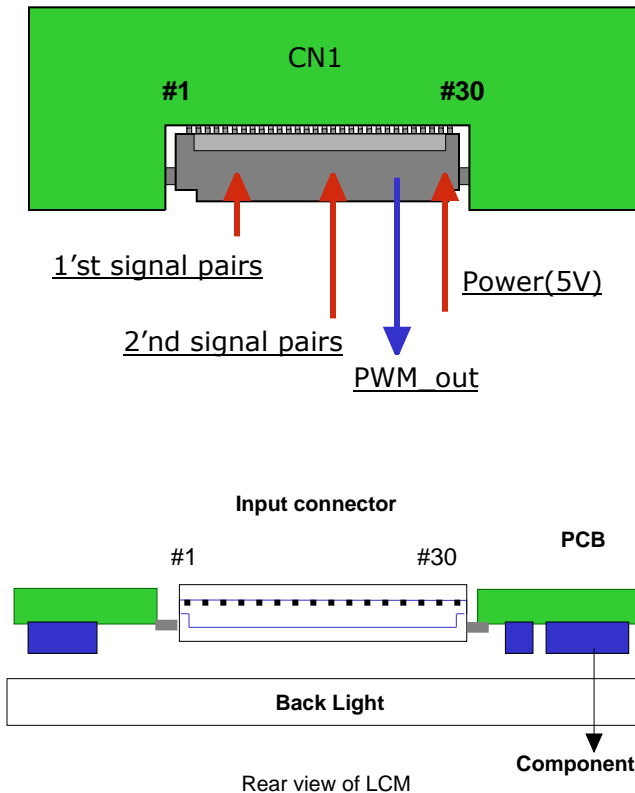 CN1
#1 #30
1'st signal pairs
Power(5V)
2'nd signal pairs
PWM_out
Input connector
PCB
#1 #30
Back Light
Component
Rear view of LCM